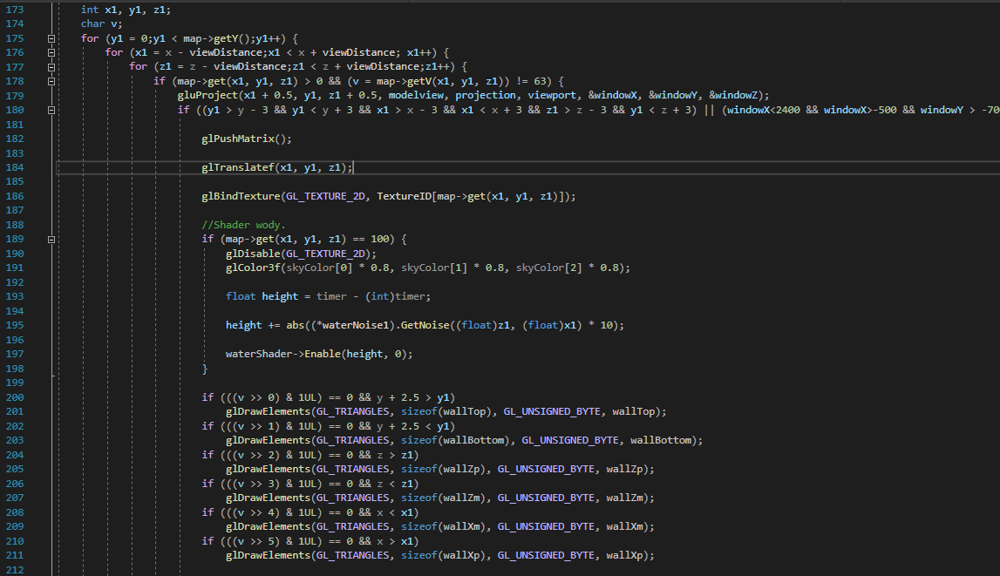 173 int x1, y1, z1;
174 char v;
175 for (y1 = 0;y1 < map->getY();y1++) {
176 for (x1 = x - viewDistance;x1 < x + viewDistance; x1++) {
177 for (z1 = z - viewDistance;z1 < z + viewDistance;z1++) {
178 if (map->get(x1, y1, z1) > 0 && (v = map->getV(x1, y1, z1)) != 63) {
179 gluProject(x1 + 0.5, y1, z1 + 0.5, modelview, projection, viewport, &windowX, &windowY, &windowZ);
180 if ((y1 > y - 3 && y1 < y + 3 && x1 > x - 3 && x1 < x + 3 && z1 > z - 3 && y1 < z + 3) || (windowX<2400 && windowX>-500 && windowY > -70
181
182 glPushMatrix();
183
184 glTranslatef(x1, y1, z1);
185
186 glBindTexture(GL_TEXTURE_2D, TextureID[map->get(x1, y1, z1)]);
187
188 //Shader wody.
189 if (map->get(x1, y1, z1) == 100) {
190 glDisable(GL_TEXTURE_2D);
191 glColor3f(skyColor[0] * 0.8, skyColor[1] * 0.8, skyColor[2] * 0.8);
192
193 float height = timer - (int)timer;
194
195 height += abs((*waterNoise1).GetNoise((float)z1, (float)x1) * 10);
196
197 waterShader->Enable(height, 0);
198 }
199
200 if (((v >> 0) & 1UL) == 0 && y + 2.5 > y1)
201 glDrawElements(GL_TRIANGLES, sizeof(wallTop), GL_UNSIGNED_BYTE, wallTop);
202 if (((v >> 1) & 1UL) == 0 && y + 2.5 < y1)
203 glDrawElements(GL_TRIANGLES, sizeof(wallBottom), GL_UNSIGNED_BYTE, wallBottom);
204 if (((v >> 2) & 1UL) == 0 && z > z1)
205 glDrawElements(GL_TRIANGLES, sizeof(wallZp), GL_UNSIGNED_BYTE, wallZp);
206 if (((v >> 3) & 1UL) == 0 && z < z1)
207 glDrawElements(GL_TRIANGLES, sizeof(wallZm), GL_UNSIGNED_BYTE, wallZm);
208 if (((v >> 4) & 1UL) == 0 && x < x1)
209 glDrawElements(GL_TRIANGLES, sizeof(wallXm), GL_UNSIGNED_BYTE, wallXm);
210 if (((v >> 5) & 1UL) == 0 && x > x1)
211 glDrawElements(GL_TRIANGLES, sizeof(wallXp), GL_UNSIGNED_BYTE, wallXp);
212